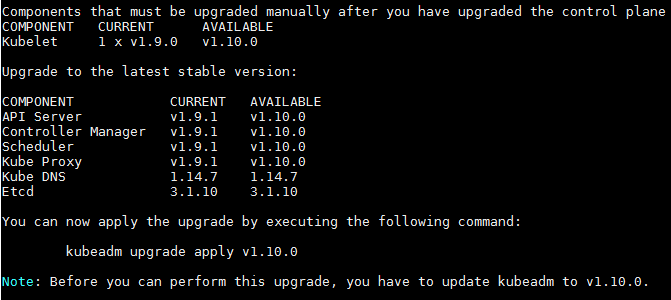 Components that must be upgraded manually after you have upgraded the control plane
COMPONENT   CURRENT      AVAILABLE
Kubelet     1 x v1.9.0   v1.10.0
Upgrade to the latest stable version:
COMPONENT            CURRENT   AVAILABLE
API Server           v1.9.1    v1.10.0
Controller Manager   v1.9.1    v1.10.0
Scheduler            v1.9.1    v1.10.0
Kube Proxy           v1.9.1    v1.10.0
Kube DNS             1.14.7    1.14.7
Etcd                 3.1.10    3.1.10
You can now apply the upgrade by executing the following command:
kubeadm upgrade apply v1.10.0
Note: Before you can perform this upgrade, you have to update kubeadm to v1.10.0.